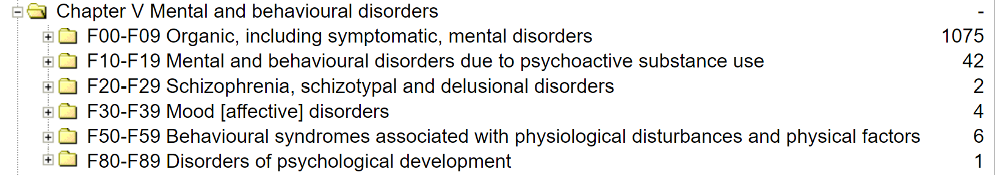 Chapter V Mental and behavioural disorders -
F00-F09 Organic, including symptomatic, mental disorders 1075
F10-F19 Mental and behavioural disorders due to psychoactive substance use 42
F20-F29 Schizophrenia, schizotypal and delusional disorders 2
F30-F39 Mood [affective] disorders 4
F50-F59 Behavioural syndromes associated with physiological disturbances and physical factors 6
F80-F89 Disorders of psychological development 1